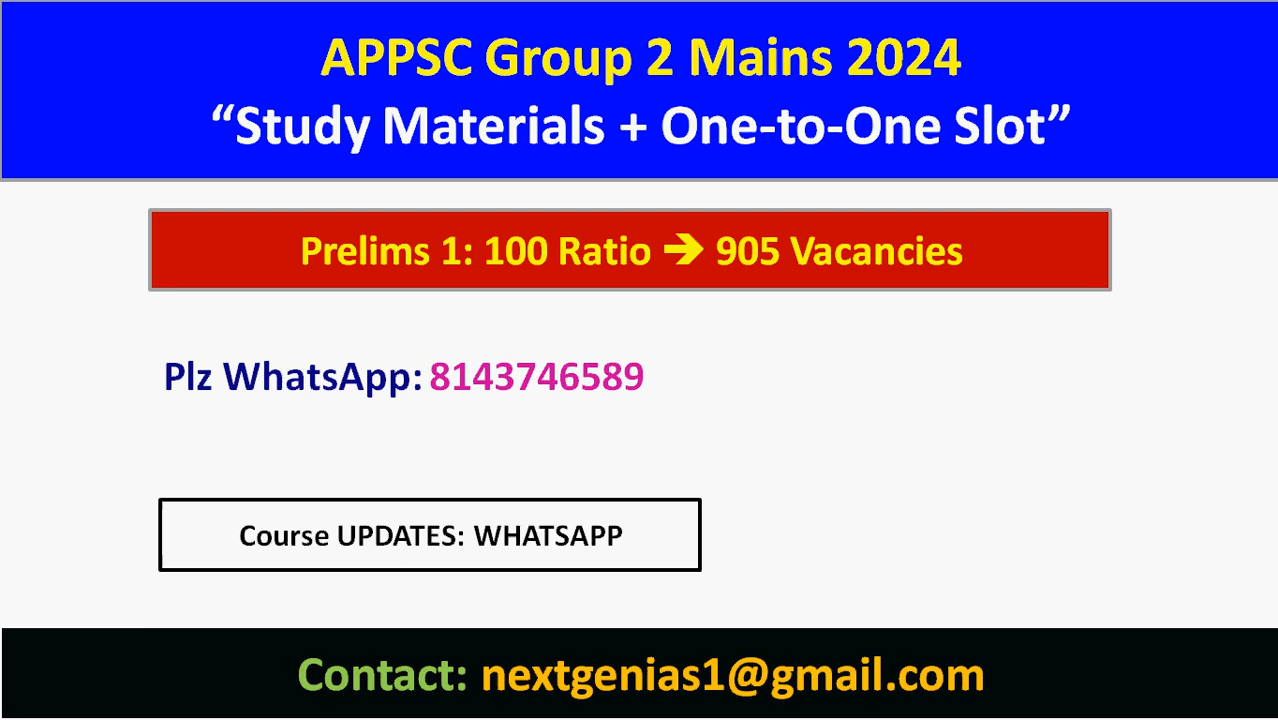 APPSC Group 2 Mains 2024
“Study Materials + One-to-One Slot”
Prelims 1: 100 Ratio ➔ 905 Vacancies
Plz WhatsApp: 8143746589
Course UPDATES: WHATSAPP
Contact: nextgenias1@gmail.com